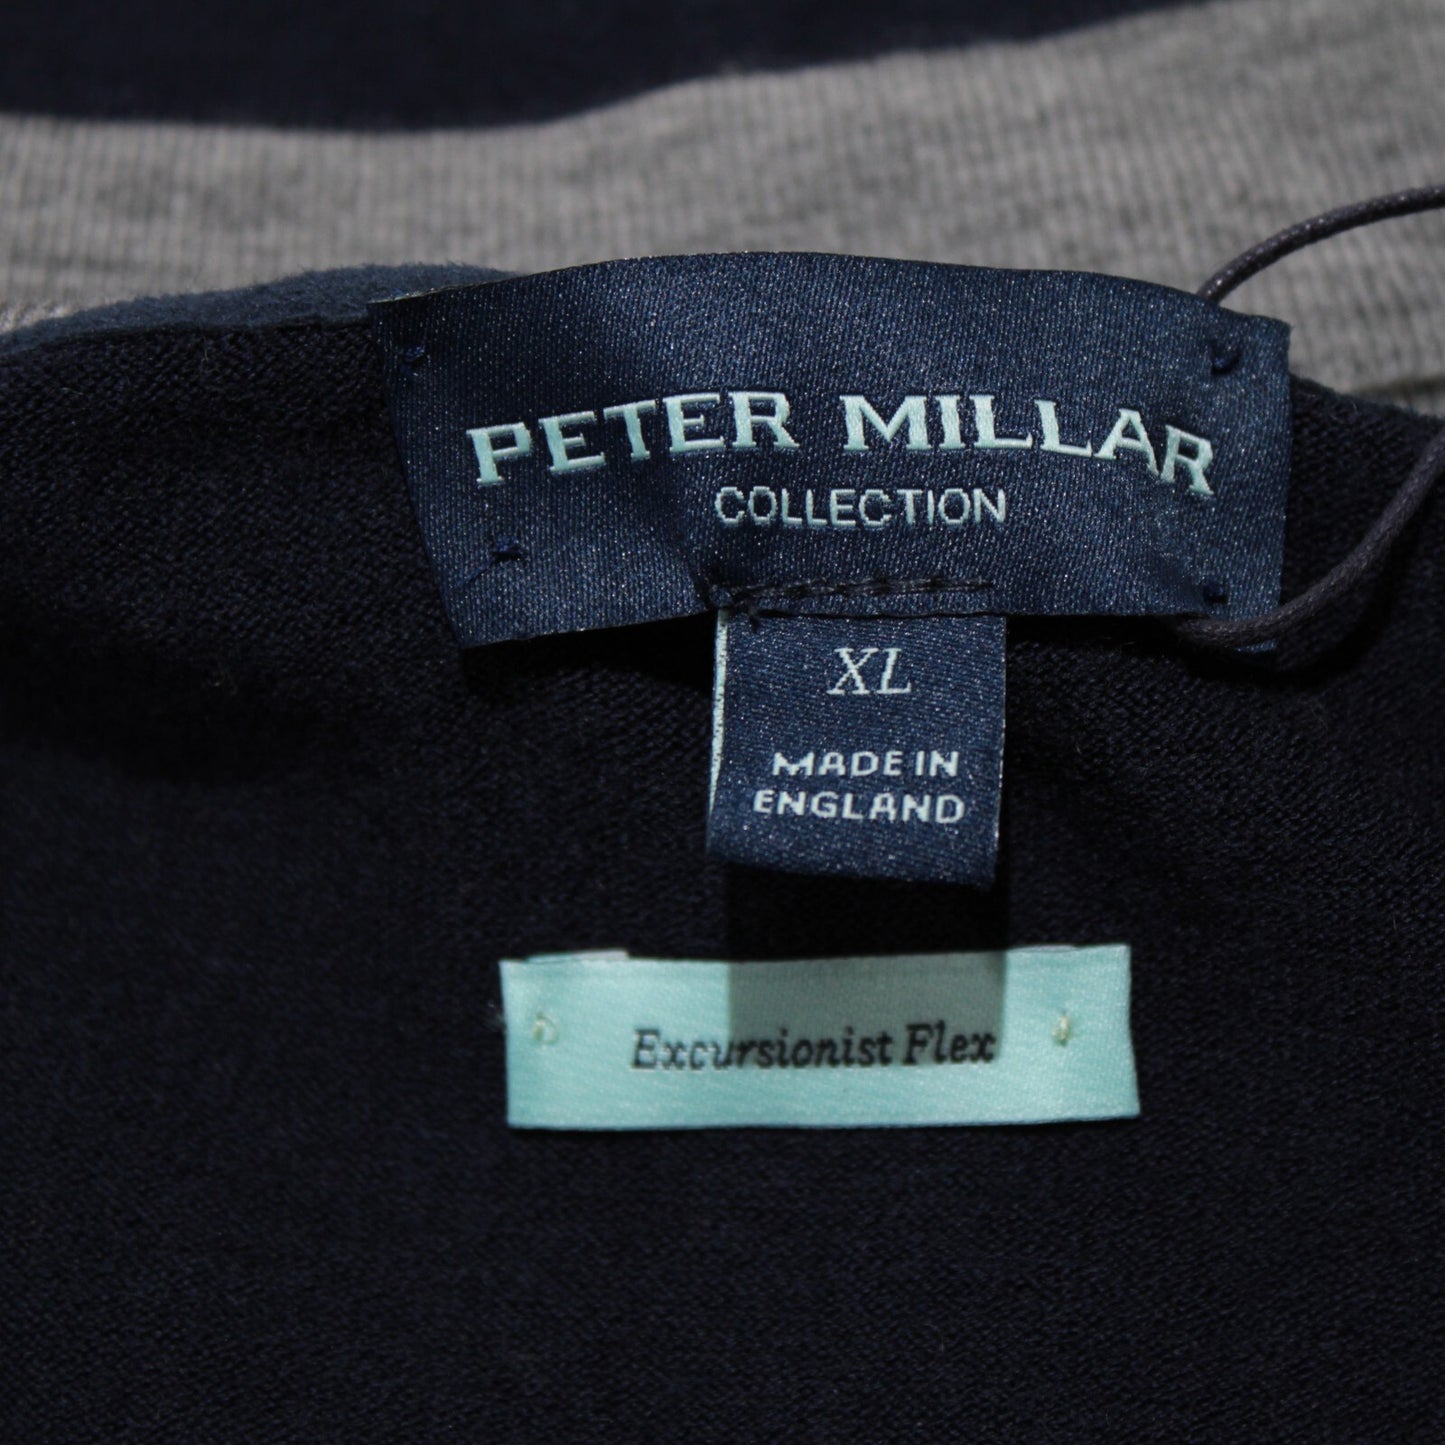 PETER MILLAR
COLLECTION
XL
MADE IN
ENGLAND
Excursionist Flex